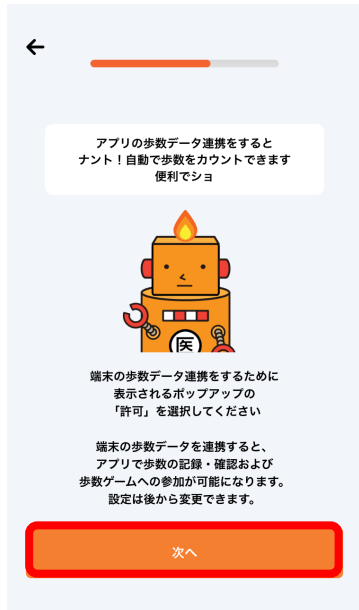 アプリの歩数データ連携をすると
ナント！自動で歩数をカウントできます
便利でショ
医
端末の歩数データ連携をするために
表示されるポップアップの
「許可」を選択してください
端末の歩数データを連携すると、
アプリで歩数の記録・確認および
歩数ゲームへの参加が可能になります。
設定は後から変更できます。
次へ